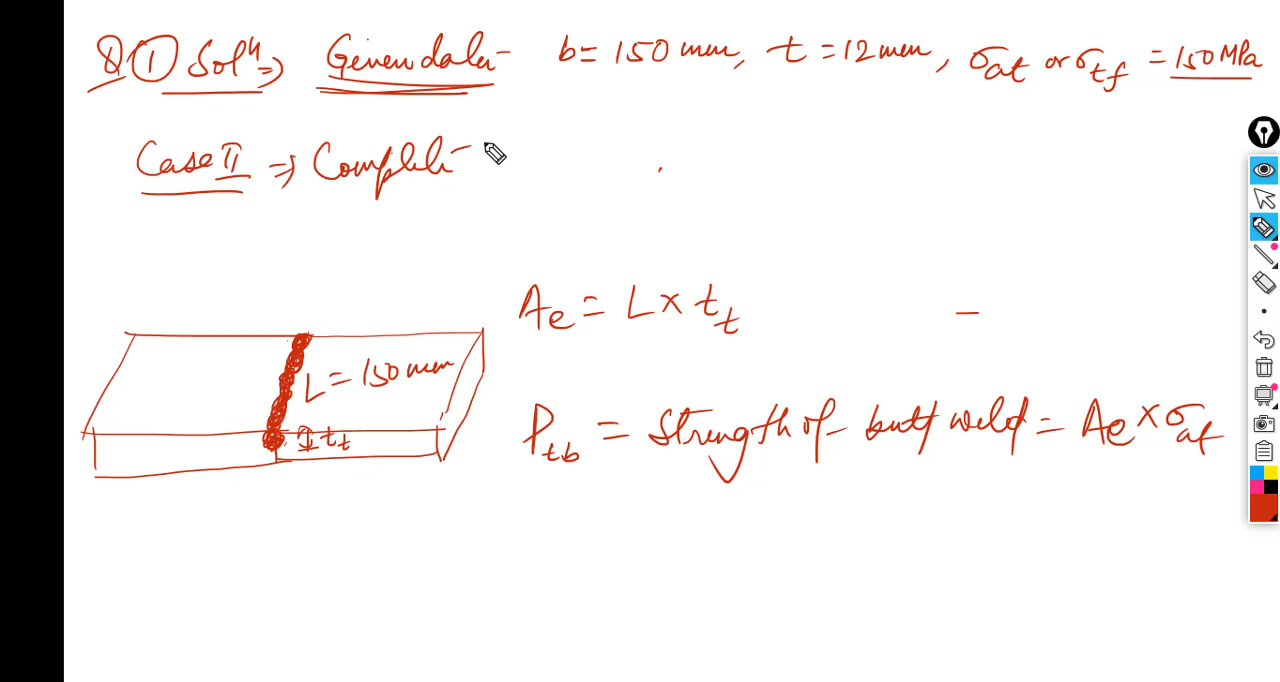 Q① Solⁿ ⇒ Given data- b = 150 mm, t = 12 mm, σat or σtf = 150 MPa
Case II ⇒ Complete
Ae = L × tt
L = 150 mm
tt
Ptb = Strength of butt weld = Ae × σat